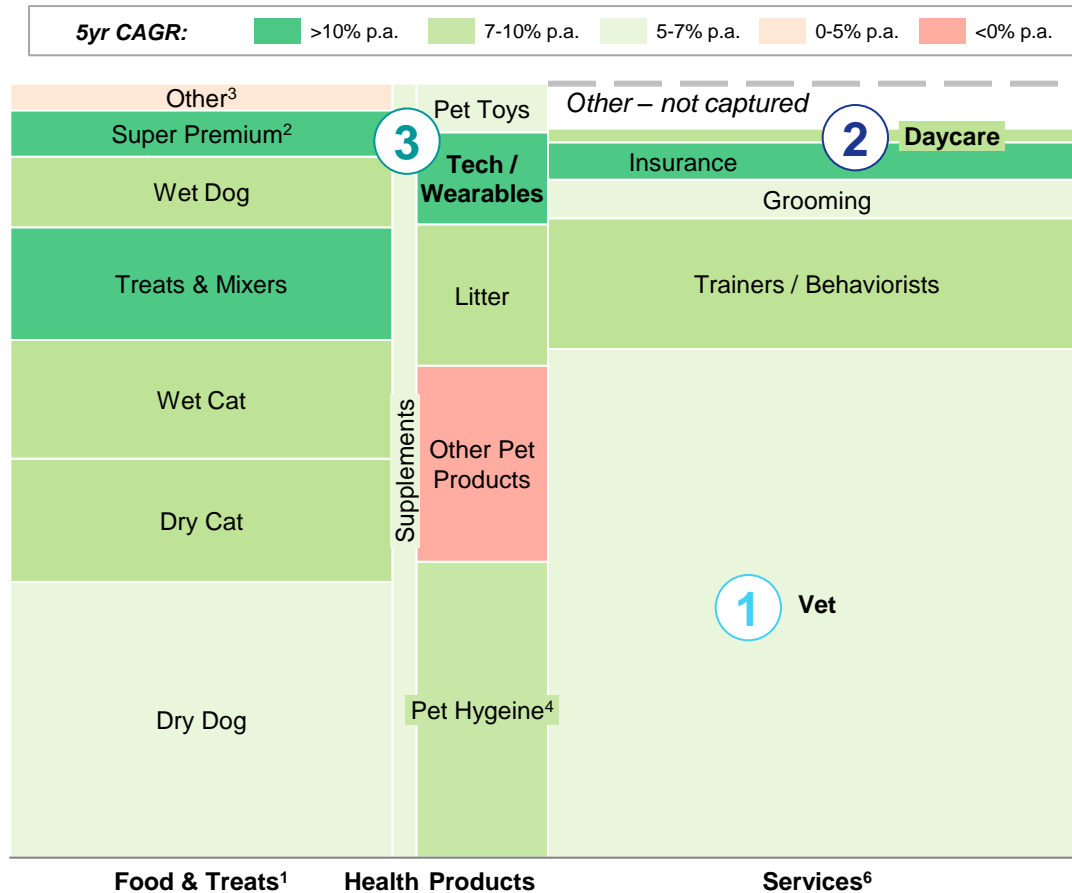 5yr CAGR: >10% p.a. 7-10% p.a. 5-7% p.a. 0-5% p.a. <0% p.a.
Other³
Super Premium²
Wet Dog
Treats & Mixers
Wet Cat
Dry Cat
Dry Dog
3
Supplements
Pet Toys
Tech /
Wearables
Litter
Other Pet
Products
Pet Hygeine⁴
Other – not captured
2
Daycare
Insurance
Grooming
Trainers / Behaviorists
1
Vet
Food & Treats¹
Health
Products
Services⁶